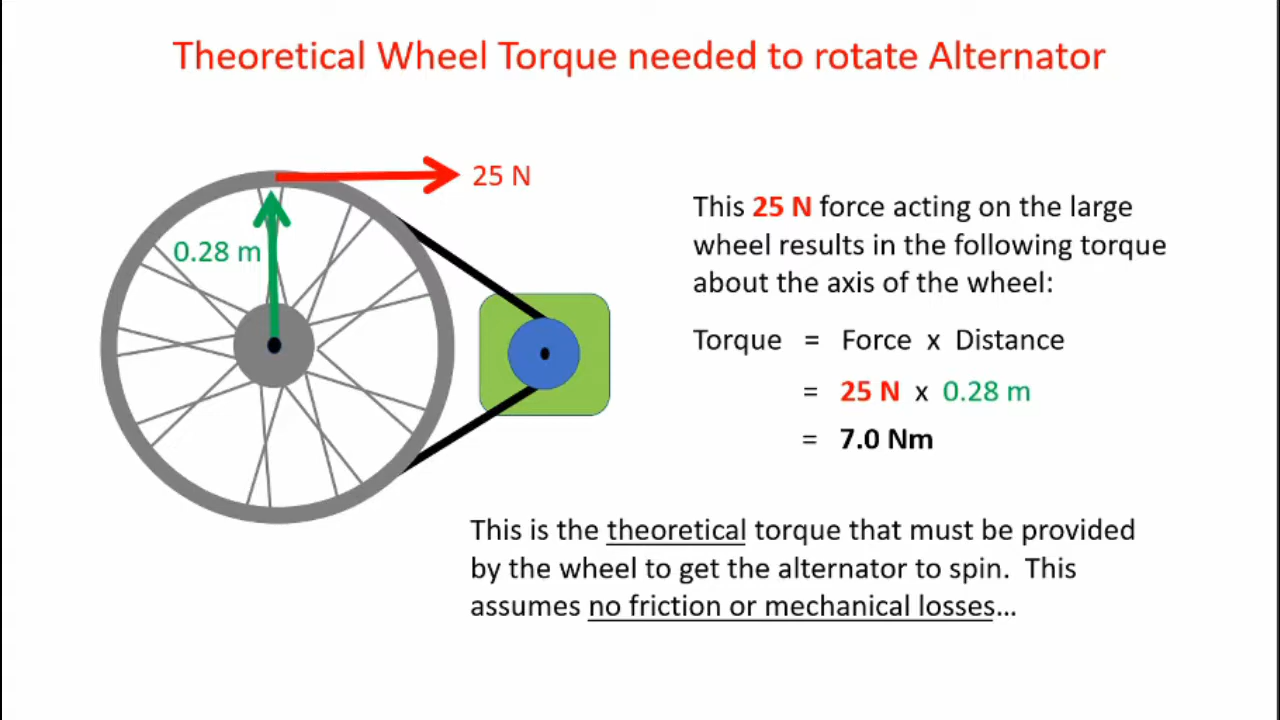 Theoretical Wheel Torque needed to rotate Alternator
25 N
0.28 m
This 25 N force acting on the large
wheel results in the following torque
about the axis of the wheel:
Torque = Force x Distance
= 25 N x 0.28 m
= 7.0 Nm
This is the theoretical torque that must be provided
by the wheel to get the alternator to spin. This
assumes no friction or mechanical losses...